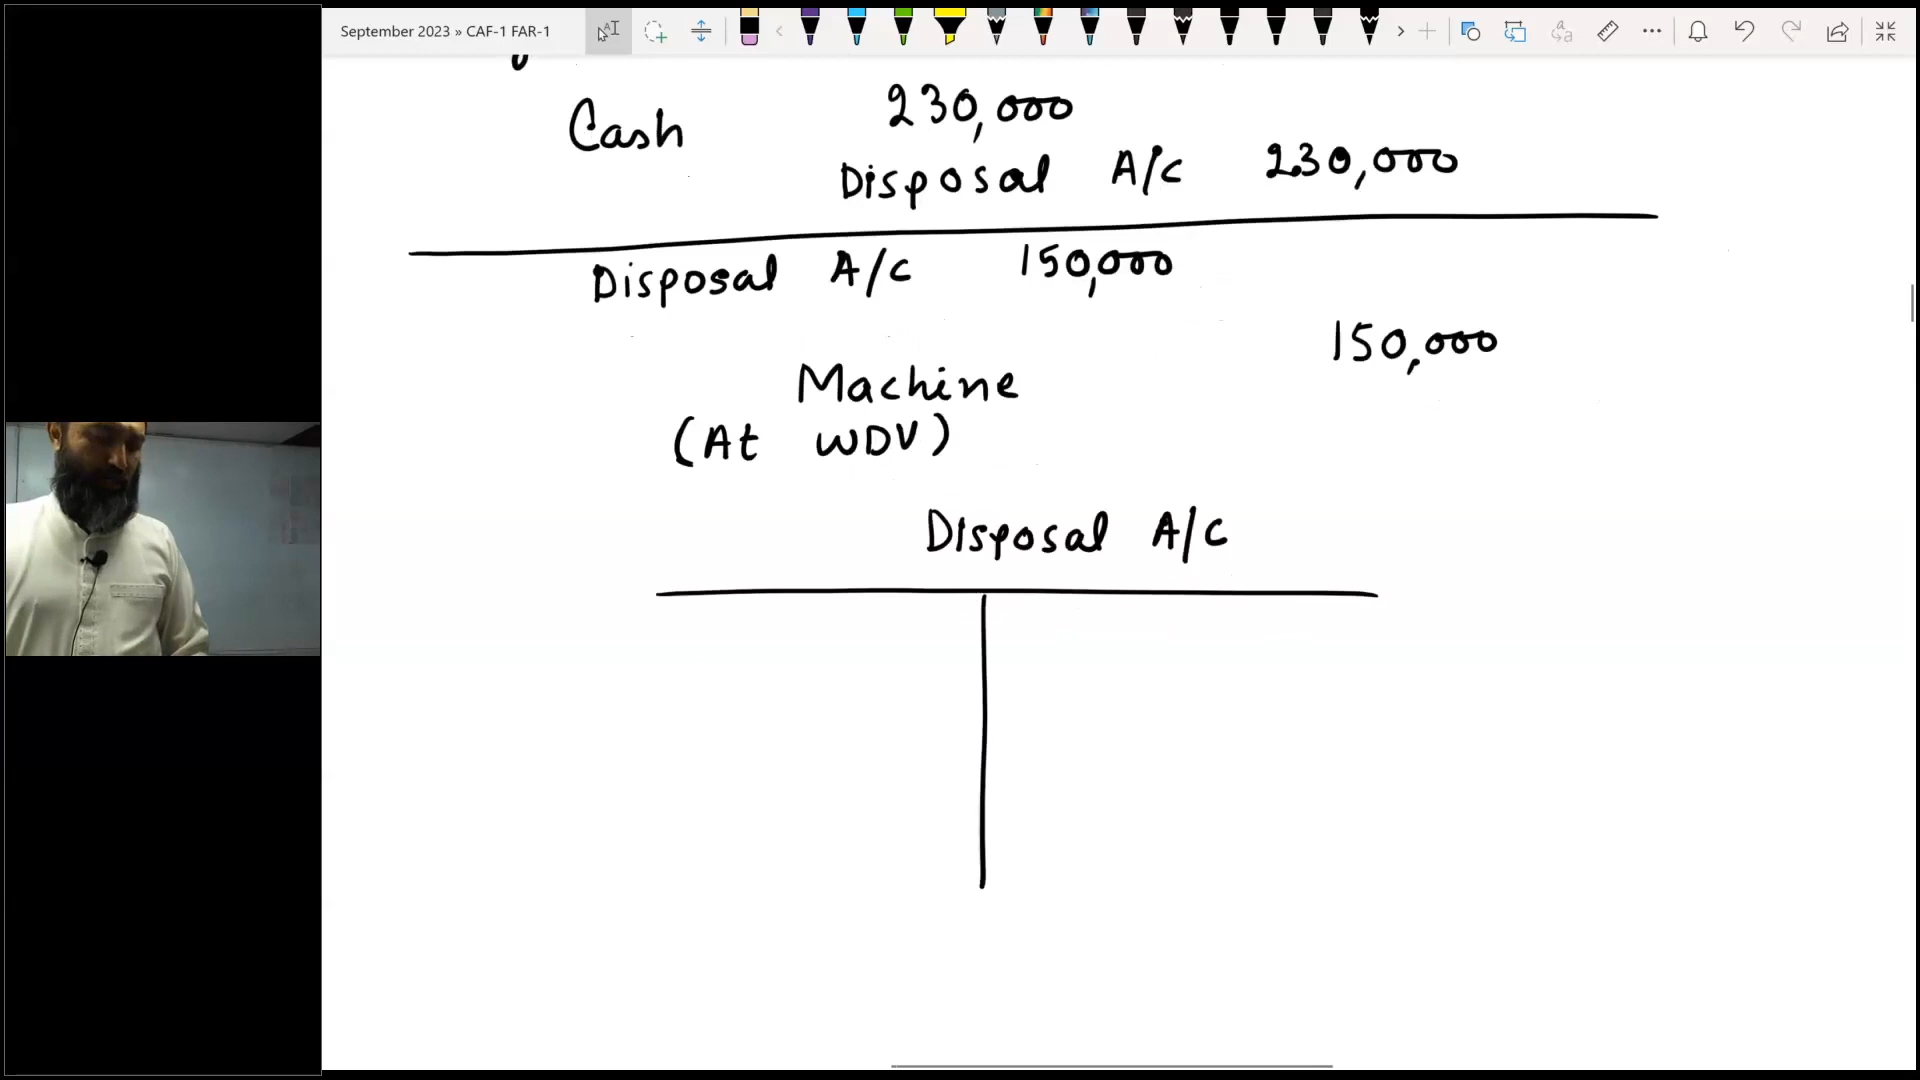 September 2023 » CAF-1 FAR-1
Cash 230,000
Disposal A/C 230,000
Disposal A/C 150,000
150,000
Machine
(At WDV)
Disposal A/C